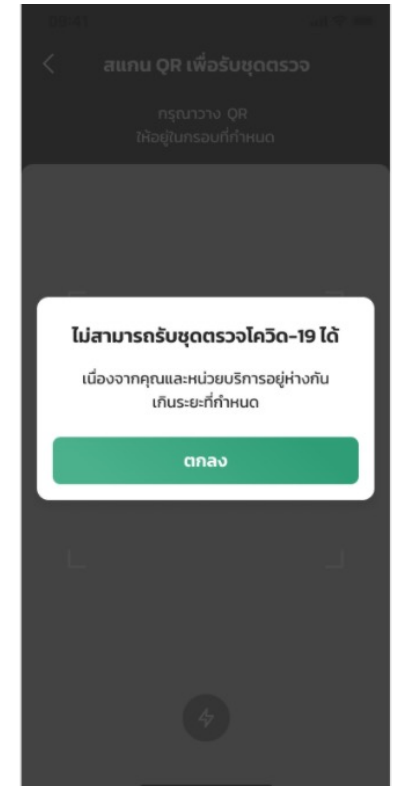 สแกน QR เพื่อรับชุดตรวจ
กรุณาวาง QR
ให้อยู่ในกรอบที่กำหนด
ไม่สามารถรับชุดตรวจโควิด-19 ได้
เนื่องจากคุณและหน่วยบริการอยู่ห่างกัน
เกินระยะที่กำหนด
ตกลง